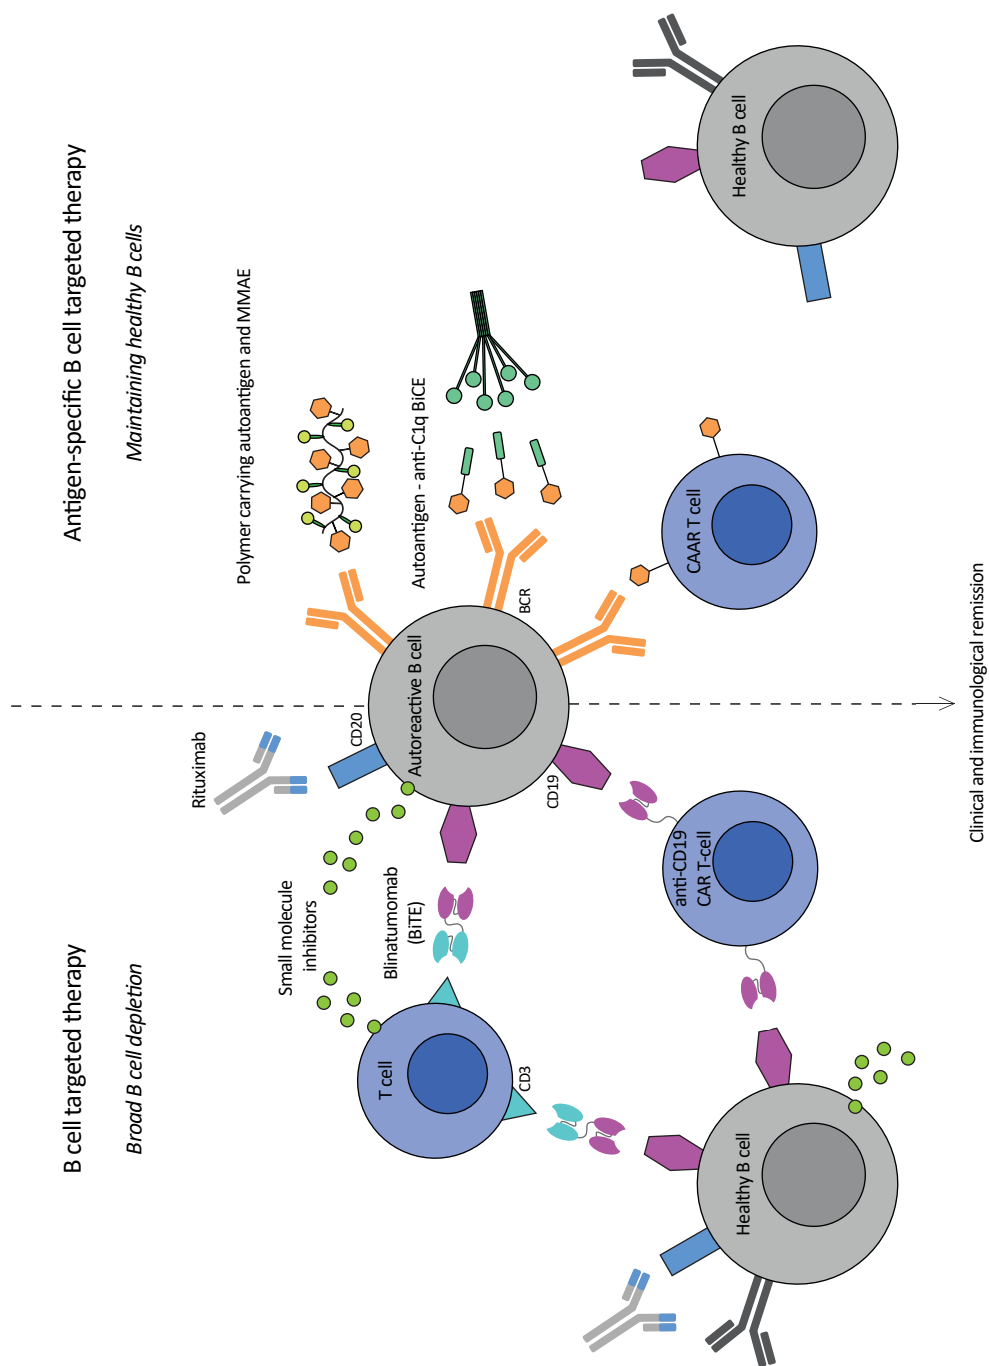 B cell targeted therapy
Broad B cell depletion
Antigen-specific B cell targeted therapy
Maintaining healthy B cells
Rituximab
CD20
Small molecule
inhibitors
Blinatumomab
(BiTE)
T cell
CD3
Autoreactive B cell
CD19
BCR
Polymer carrying autoantigen and MMAE
Autoantigen - anti-C1q BiCE
anti-CD19
CAR T-cell
CAAR T cell
Healthy B cell
Healthy B cell
Clinical and immunological remission